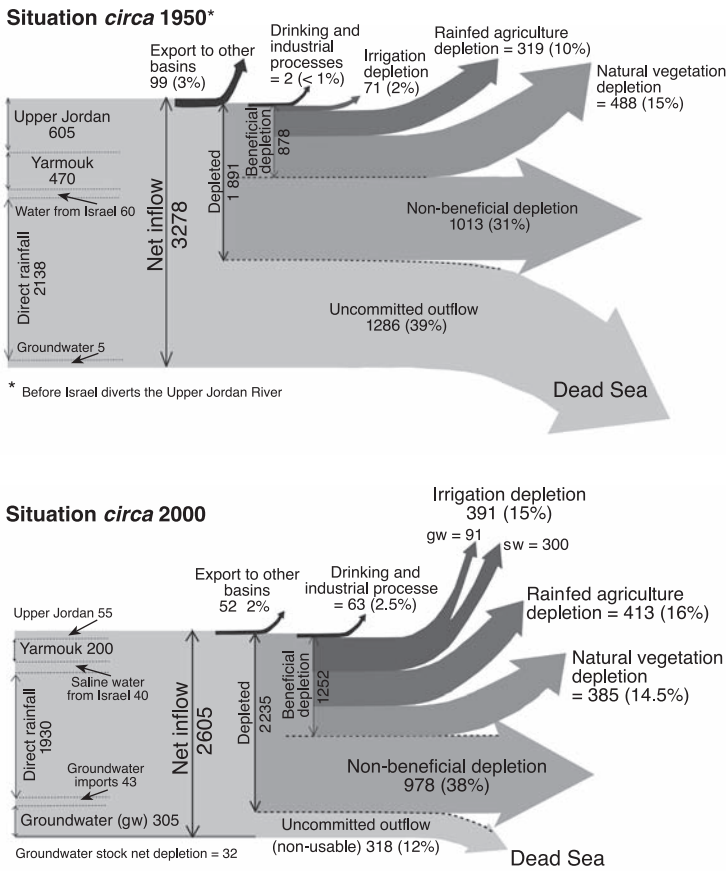 Situation circa 1950*
Export to other
basins
99 (3%)
Drinking and
industrial
processes
= 2 (< 1%)
Irrigation
depletion
71 (2%)
Rainfed agriculture
depletion = 319 (10%)
Natural vegetation
depletion
= 488 (15%)
Upper Jordan
605
Yarmouk
470
Water from Israel 60
Direct rainfall
2138
Groundwater 5
Net inflow
3278
Depleted
1 891
Beneficial
depletion
878
Non-beneficial depletion
1013 (31%)
Uncommitted outflow
1286 (39%)
Dead Sea
* Before Israel diverts the Upper Jordan River
Situation circa 2000
Irrigation depletion
391 (15%)
gw = 91
sw = 300
Export to other
basins
52 2%
Drinking and
industrial processe
= 63 (2.5%)
Rainfed agriculture
depletion = 413 (16%)
Natural vegetation
depletion
= 385 (14.5%)
Upper Jordan 55
Yarmouk 200
Saline water
from Israel 40
Direct rainfall
1930
Groundwater
imports 43
Groundwater (gw) 305
Groundwater stock net depletion = 32
Net inflow
2605
Depleted
2 235
Beneficial
depletion
1252
Non-beneficial depletion
978 (38%)
Uncommitted outflow
(non-usable) 318 (12%)
Dead Sea